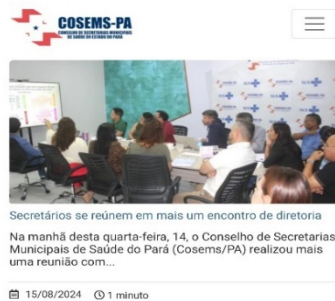 COSEMS-PA
CONSELHO DE SECRETARIAS MUNICIPAIS
DE SAÚDE DO ESTADO DO PARÁ
Secretários se reúnem em mais um encontro de diretoria
Na manhã desta quarta-feira, 14, o Conselho de Secretarias
Municipais de Saúde do Pará (Cosems/PA) realizou mais
uma reunião com...
15/08/2024 1 minuto